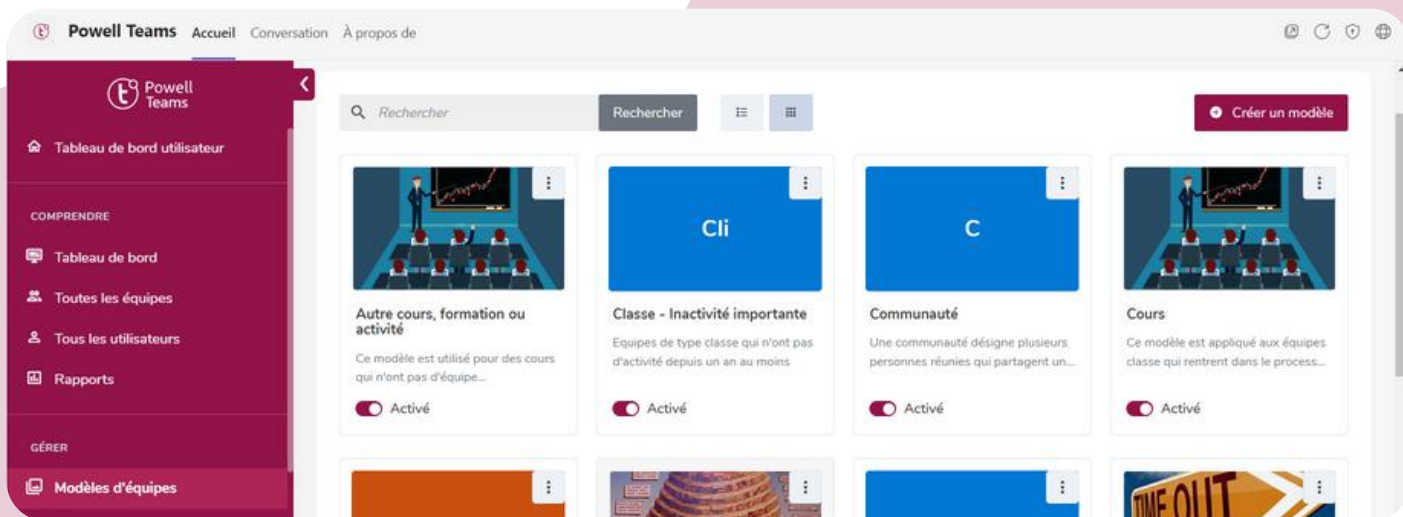 Powell Teams Accueil Conversation À propos de
Powell
Teams
Tableau de bord utilisateur
COMPRENDRE
Tableau de bord
Toutes les équipes
Tous les utilisateurs
Rapports
GÉRER
Modèles d'équipes
Rechercher Rechercher Créer un modèle
Autre cours, formation ou
activité
Ce modèle est utilisé pour des cours
qui n'ont pas d'équipe...
Activé
Cli
Classe - Inactivité importante
Equipes de type classe qui n'ont pas
d'activité depuis un an au moins
Activé
C
Communauté
Une communauté désigne plusieurs
personnes réunies qui partagent un...
Activé
Cours
Ce modèle est appliqué aux équipes
classe qui rentrent dans le process...
Activé
TIME OUT